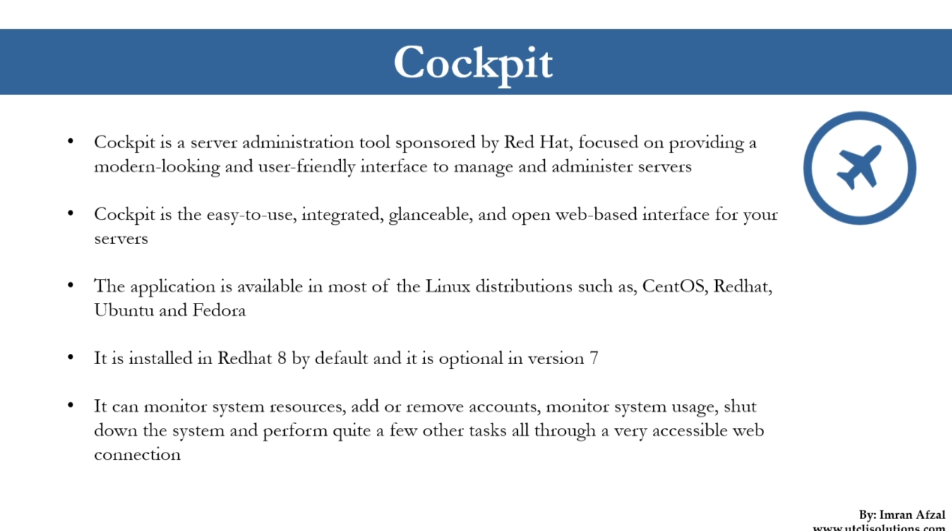 Cockpit
• Cockpit is a server administration tool sponsored by Red Hat, focused on providing a
modern-looking and user-friendly interface to manage and administer servers
• Cockpit is the easy-to-use, integrated, glanceable, and open web-based interface for your
servers
• The application is available in most of the Linux distributions such as, CentOS, Redhat,
Ubuntu and Fedora
• It is installed in Redhat 8 by default and it is optional in version 7
• It can monitor system resources, add or remove accounts, monitor system usage, shut
down the system and perform quite a few other tasks all through a very accessible web
connection
By: Imran Afzal
www.utclisolutions.com